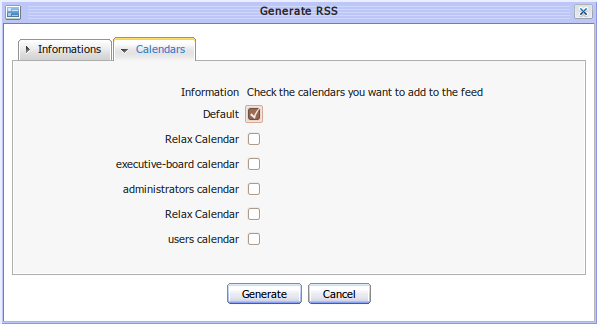 Generate RSS
Informations
Calendars
Information Check the calendars you want to add to the feed
Default
Relax Calendar
executive-board calendar
administrators calendar
Relax Calendar
users calendar
Generate Cancel